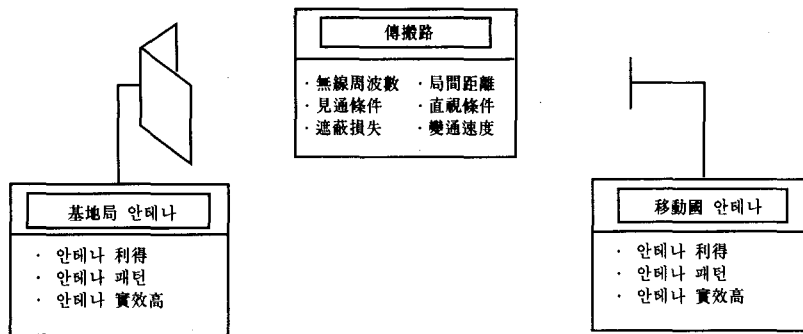 傳搬路
· 無線周波數 · 局間距離
· 見通條件 · 直視條件
· 遮蔽損失 · 變通速度
基地局 안테나
· 안테나 利得
· 안테나 패턴
· 안테나 實效高
移動國 안테나
· 안테나 利得
· 안테나 패턴
· 안테나 實效高